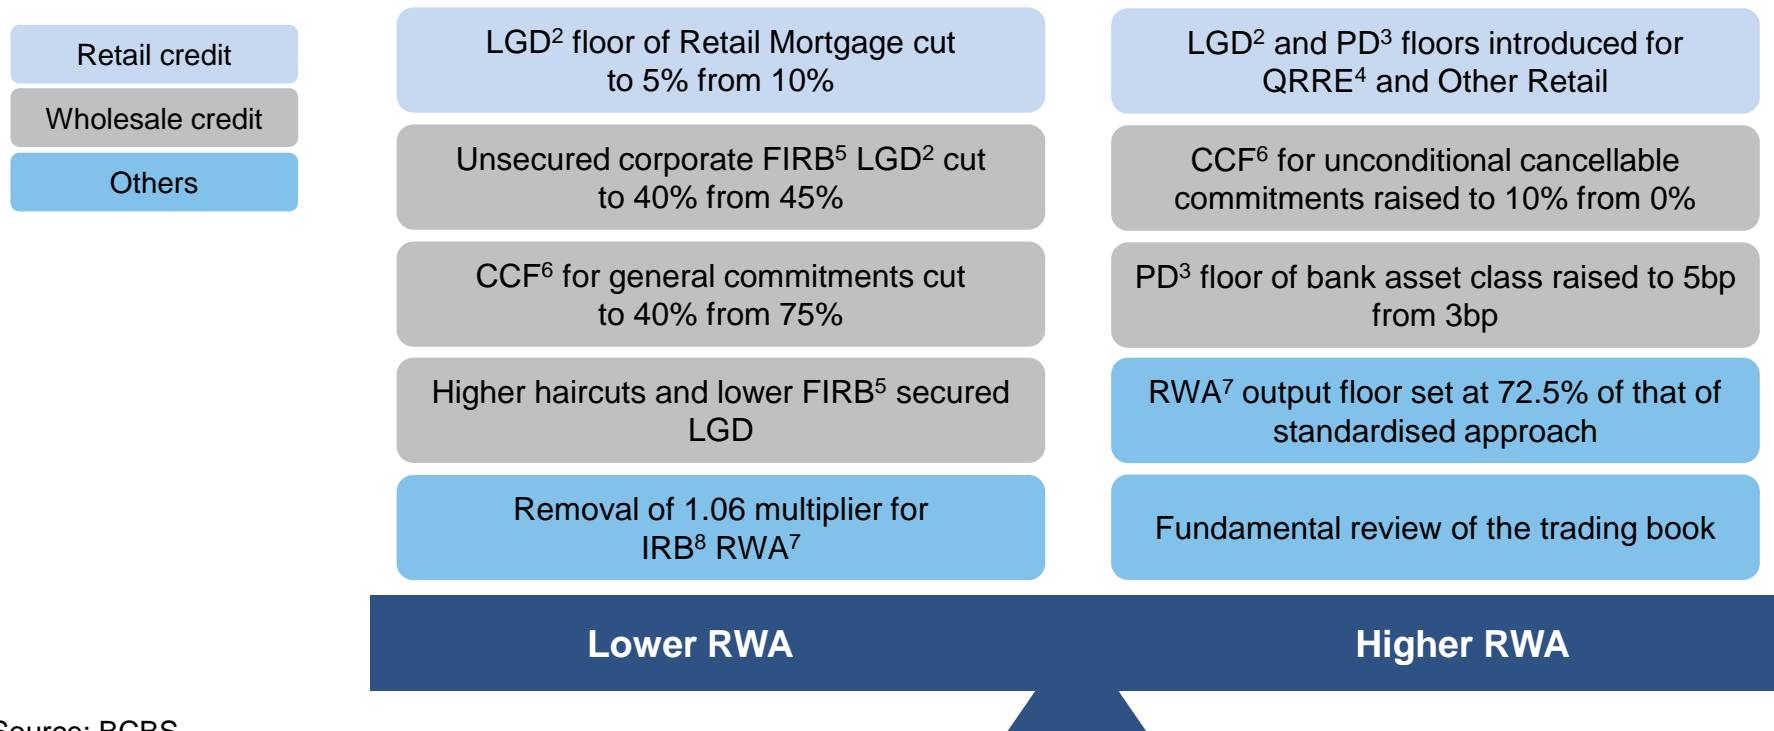 Retail credit
Wholesale credit
Others
LGD² floor of Retail Mortgage cut
to 5% from 10%
Unsecured corporate FIRB⁵ LGD² cut
to 40% from 45%
CCF⁶ for general commitments cut
to 40% from 75%
Higher haircuts and lower FIRB⁵ secured
LGD
Removal of 1.06 multiplier for
IRB⁸ RWA⁷
LGD² and PD³ floors introduced for
QRRE⁴ and Other Retail
CCF⁶ for unconditional cancellable
commitments raised to 10% from 0%
PD³ floor of bank asset class raised to 5bp
from 3bp
RWA⁷ output floor set at 72.5% of that of
standardised approach
Fundamental review of the trading book
Lower RWA
Higher RWA
Source: BCBS